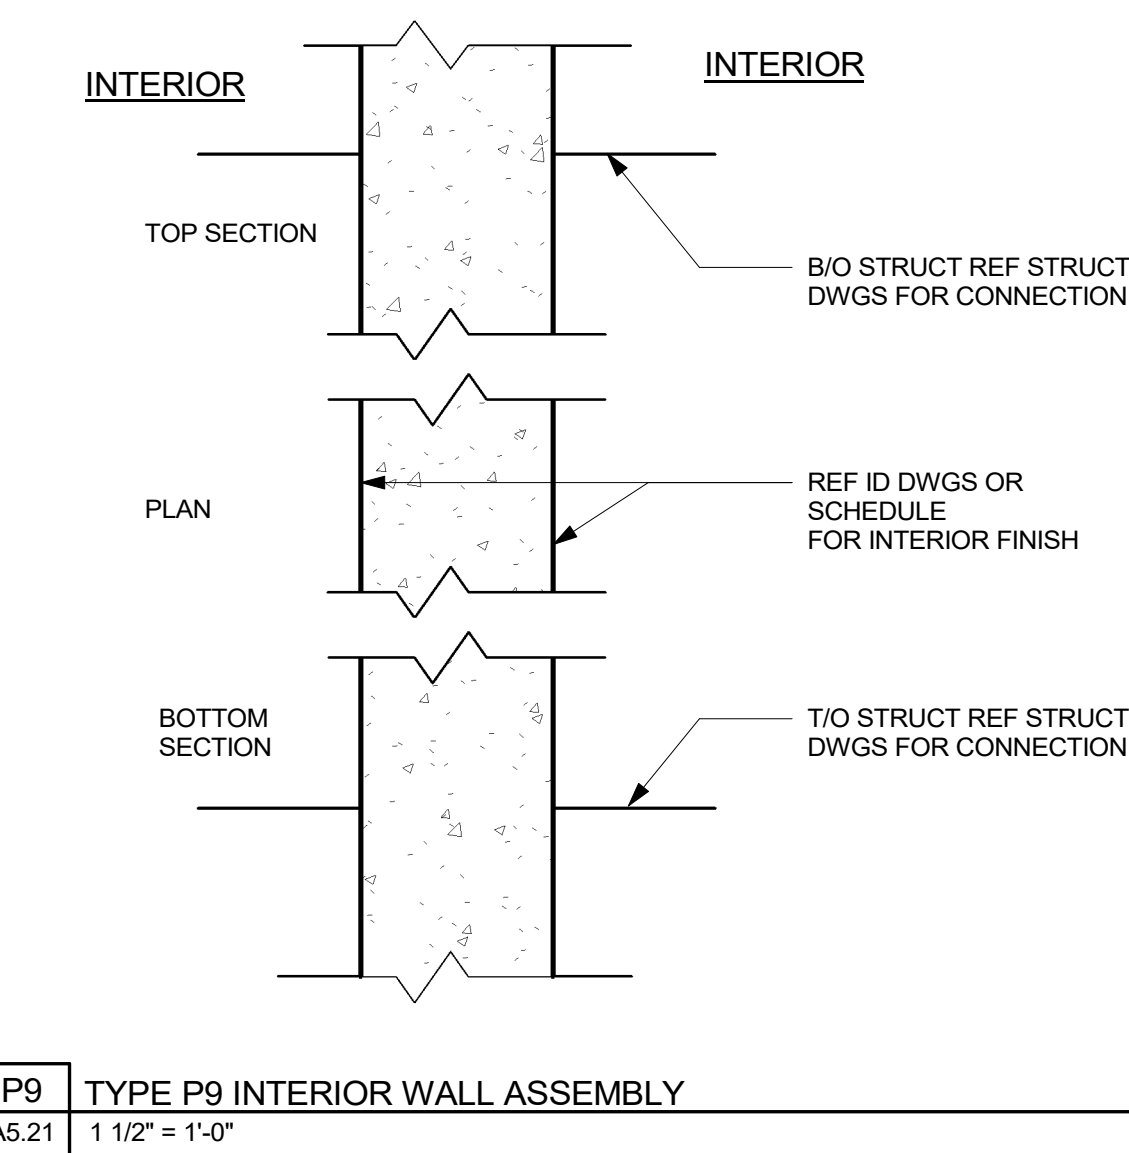 INTERIOR
INTERIOR
TOP SECTION
B/O STRUCT REF STRUCT
DWGS FOR CONNECTION
PLAN
REF ID DWGS OR
SCHEDULE
FOR INTERIOR FINISH
BOTTOM
SECTION
T/O STRUCT REF STRUCT
DWGS FOR CONNECTION
P9
TYPE P9 INTERIOR WALL ASSEMBLY
A5.21
1 1/2" = 1'-0"